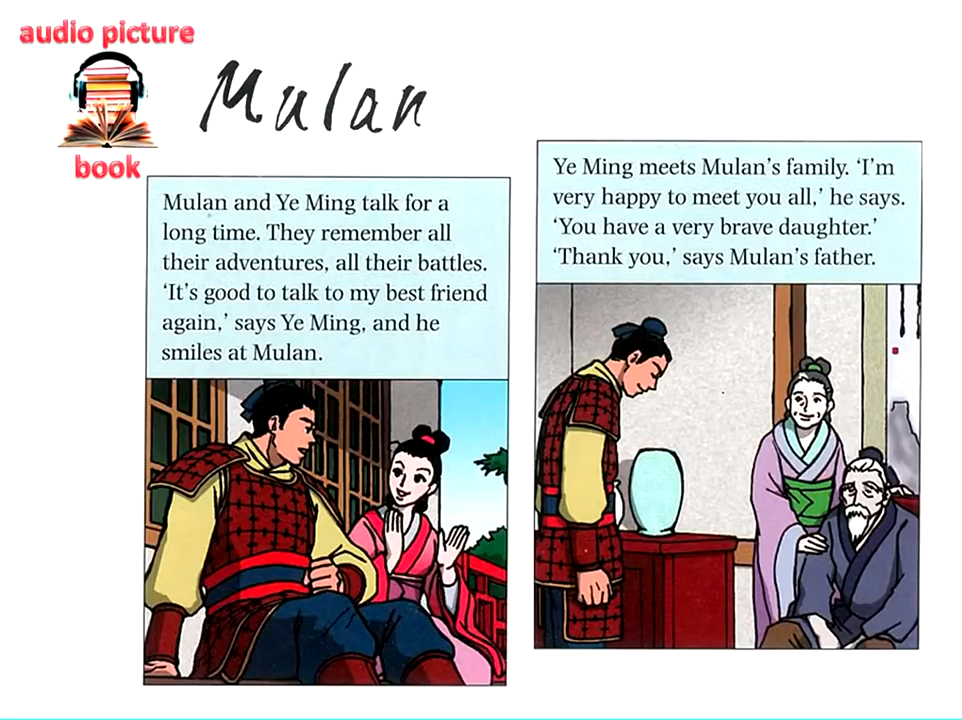 audio picture
book
Mulan
Mulan and Ye Ming talk for a
long time. They remember all
their adventures, all their battles.
‘It’s good to talk to my best friend
again,’ says Ye Ming, and he
smiles at Mulan.
Ye Ming meets Mulan’s family. ‘I’m
very happy to meet you all,’ he says.
‘You have a very brave daughter.’
‘Thank you,’ says Mulan’s father.